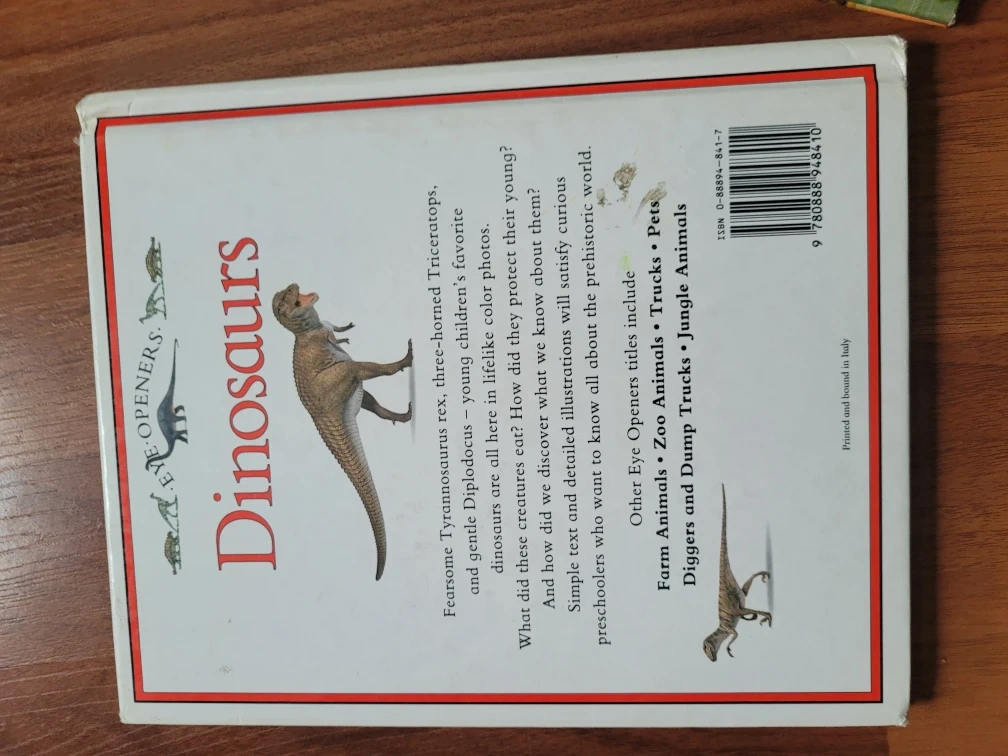 ·EYE·OPENERS·
Dinosaurs
Fearsome Tyrannosaurus rex, three-horned Triceratops,
and gentle Diplodocus – young children's favorite
dinosaurs are all here in lifelike color photos.
What did these creatures eat? How did they protect their young?
And how did we discover what we know about them?
Simple text and detailed illustrations will satisfy curious
preschoolers who want to know all about the prehistoric world.
Other Eye Openers titles include
Farm Animals • Zoo Animals • Trucks • Pets
Diggers and Dump Trucks • Jungle Animals
ISBN 0-88894-841-7
9 780888 948410
Printed and bound in Italy